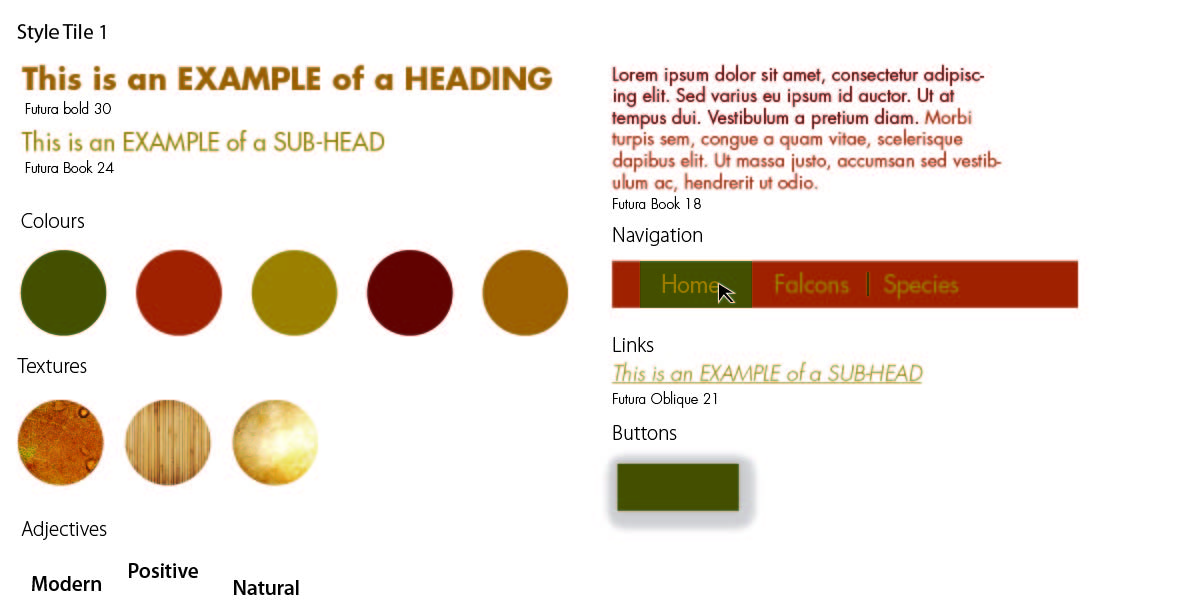 Style Tile 1
This is an EXAMPLE of a HEADING
Futura bold 30
This is an EXAMPLE of a SUB-HEAD
Futura Book 24
Colours
Textures
Adjectives
Modern
Positive
Natural
Lorem ipsum dolor sit amet, consectetur adipisc-
ing elit. Sed varius eu ipsum id auctor. Ut at
tempus dui. Vestibulum a pretium diam. Morbi
turpis sem, congue a quam vitae, scelerisque
dapibus elit. Ut massa justo, accumsan sed vestib-
ulum ac, hendrerit ut odio.
Futura Book 18
Navigation
Home Falcons | Species
Links
This is an EXAMPLE of a SUB-HEAD
Futura Oblique 21
Buttons